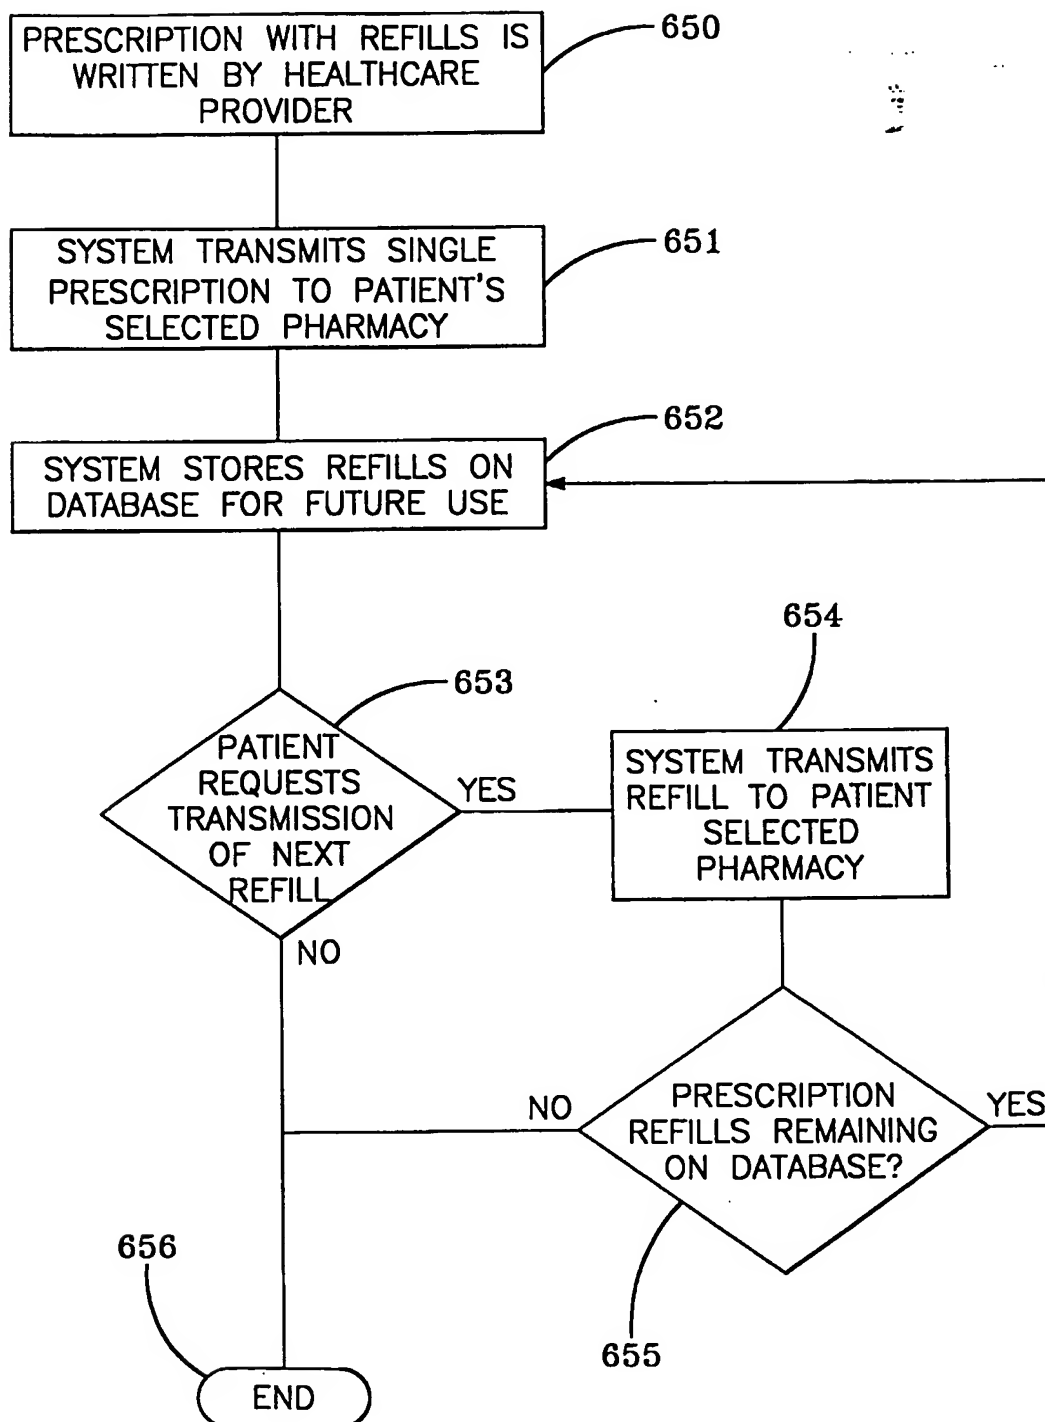 PRESCRIPTION WITH REFILLS IS
WRITTEN BY HEALTHCARE
PROVIDER
650
SYSTEM TRANSMITS SINGLE
PRESCRIPTION TO PATIENT'S
SELECTED PHARMACY
651
SYSTEM STORES REFILLS ON
DATABASE FOR FUTURE USE
652
PATIENT
REQUESTS
TRANSMISSION
OF NEXT
REFILL
653
YES
NO
SYSTEM TRANSMITS
REFILL TO PATIENT
SELECTED
PHARMACY
654
PRESCRIPTION
REFILLS REMAINING
ON DATABASE?
NO
YES
655
656
END